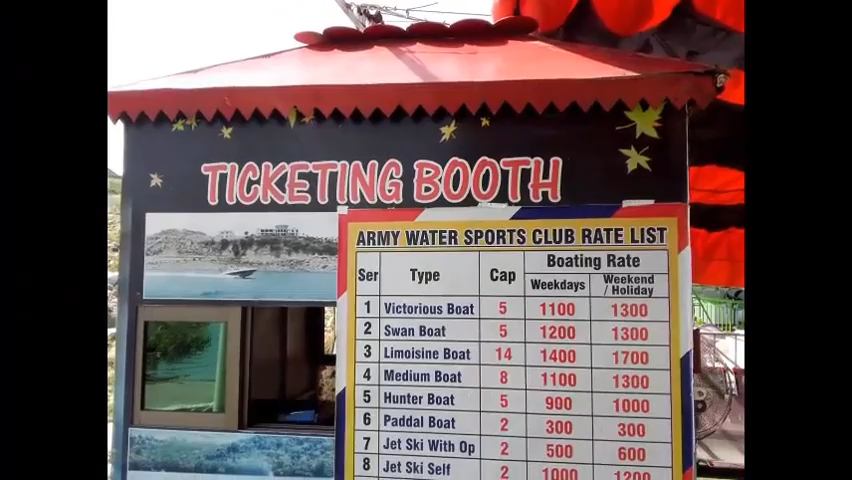 TICKETING BOOTH
ARMY WATER SPORTS CLUB RATE LIST
Ser Type Cap Boating Rate
WEEKDAYS Weekend / Holiday
1 Victorious Boat 5 1100 1300
2 Swan Boat 5 1200 1300
3 Limoisine Boat 14 1400 1700
4 Medium Boat 8 1100 1300
5 Hunter Boat 5 900 1000
6 Paddal Boat 2 300 300
7 Jet Ski With Op 2 500 600
8 Jet Ski Self 2 1000 1200